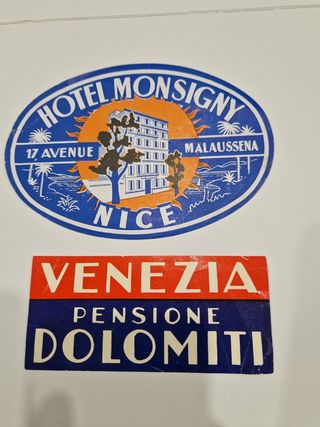 HOTEL MONSIGNY
17 AVENUE MALAUSSENA
NICE
VENEZIA
PENSIONE
DOLOMITI